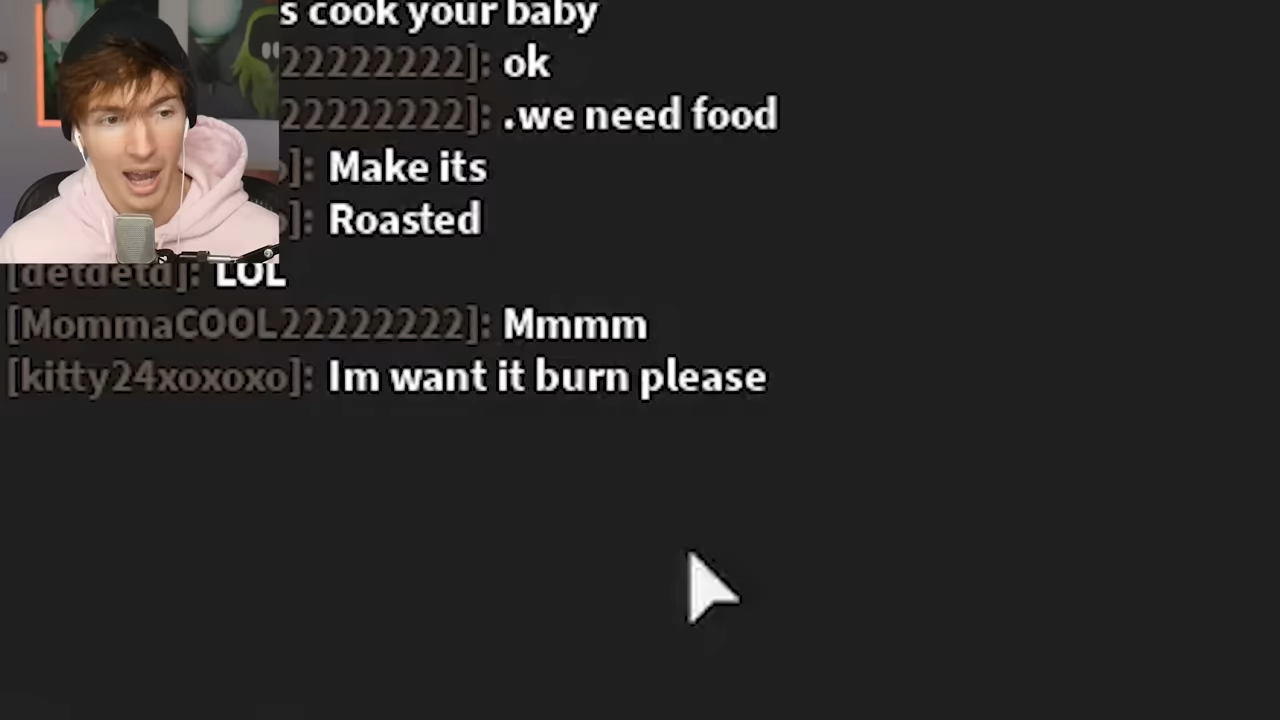 s cook your baby
22222222]: ok
22222222]: .we need food
o]: Make its
o]: Roasted
[detdetd]: LOL
[MommaCOOL22222222]: Mmmm
[kitty24xoxoxo]: Im want it burn please